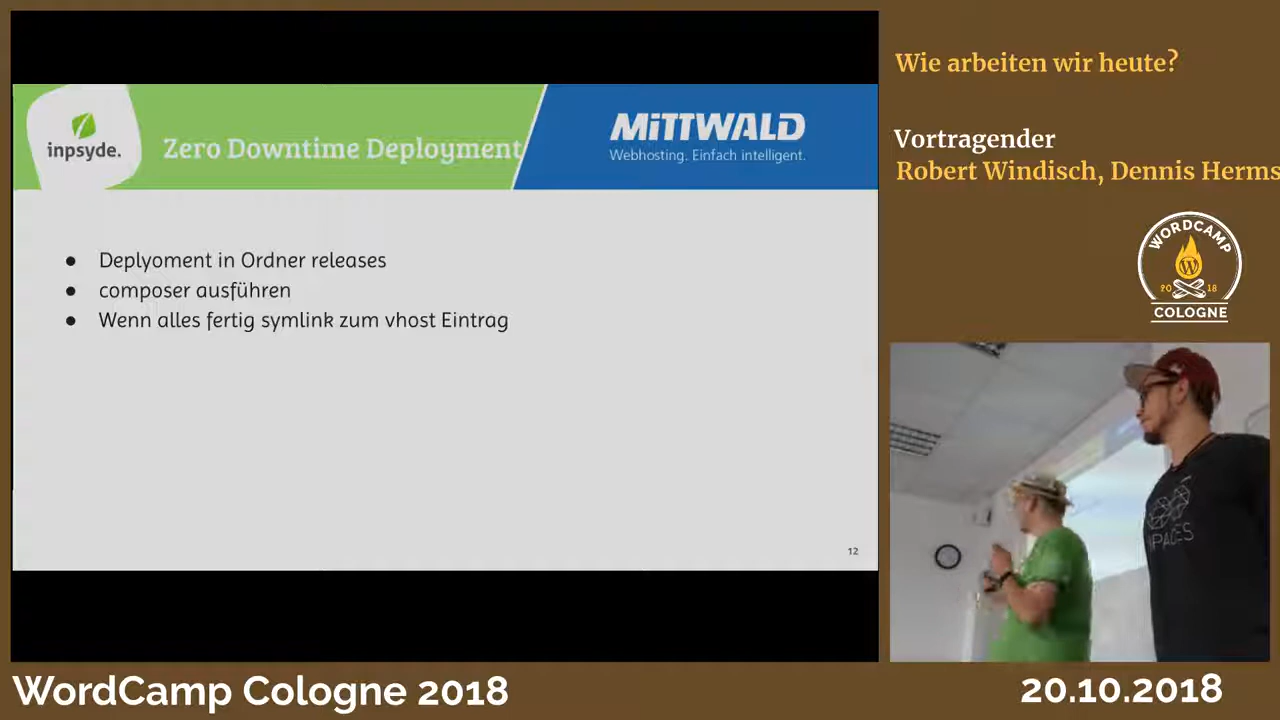 inpsyde.
Zero Downtime Deployment
MiTTWALD
Webhosting. Einfach intelligent.
● Deplyoment in Ordner releases
● composer ausführen
● Wenn alles fertig symlink zum vhost Eintrag
12
Wie arbeiten wir heute?
Vortragender
Robert Windisch, Dennis Herms
WORDCAMP
20 18
COLOGNE
WordCamp Cologne 2018
20.10.2018